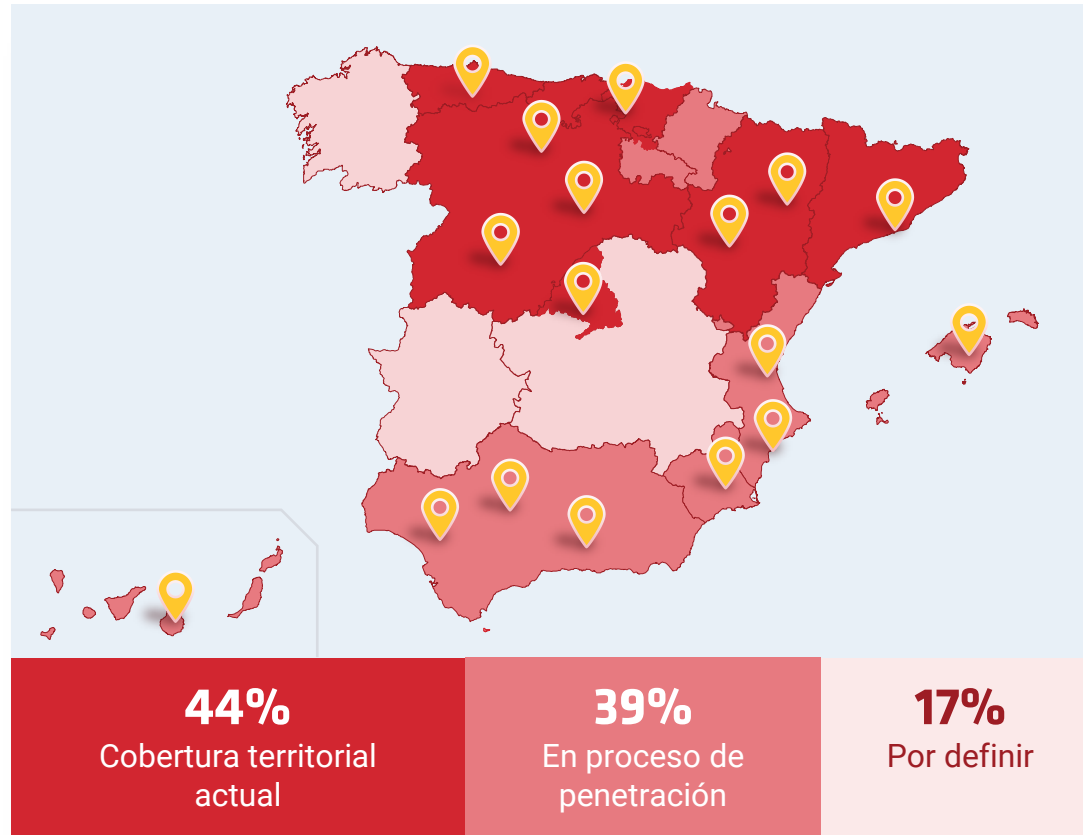 44%
Cobertura territorial
actual
39%
En proceso de
penetración
17%
Por definir